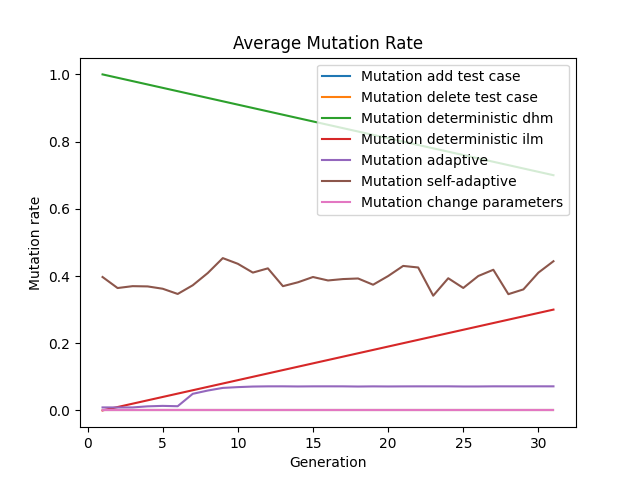 Average Mutation Rate
Mutation add test case
Mutation delete test case
Mutation deterministic dhm
Mutation deterministic ilm
Mutation adaptive
Mutation self-adaptive
Mutation change parameters
Mutation rate
1.0
0.8
0.6
0.4
0.2
0.0
0 5 10 15 20 25 30
Generation